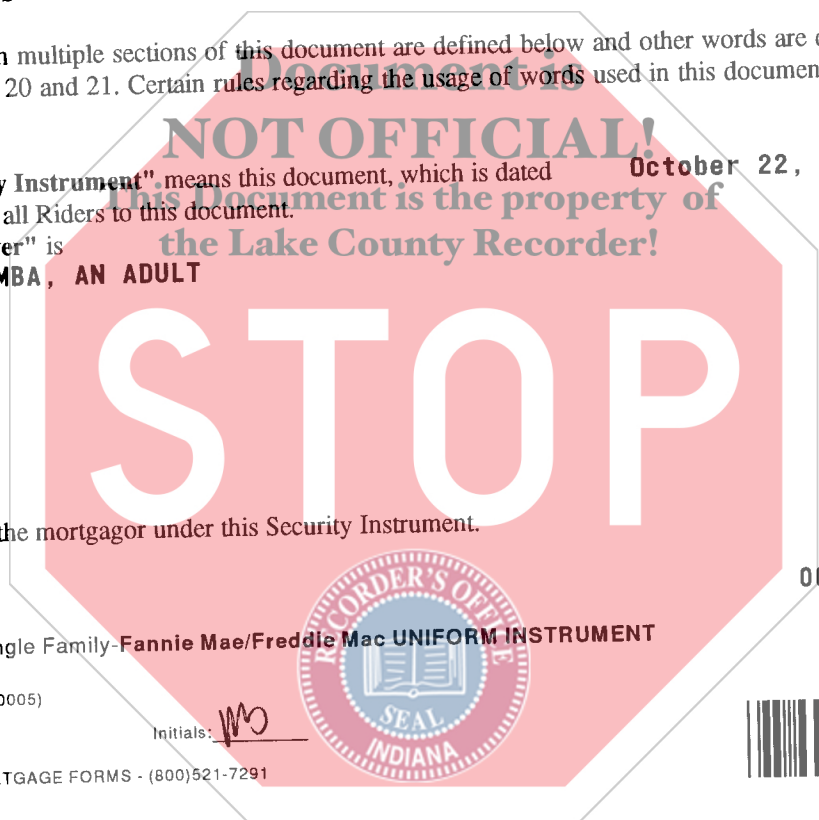 n multiple sections of this document are defined below and other words are
20 and 21. Certain rules regarding the usage of words used in this documen
Document is
NOT OFFICIAL!
y Instrument" means this document, which is dated October 22,
This Document is the property of
all Riders to this document.
er" is
the Lake County Recorder!
MBA, AN ADULT
STOP
the mortgagor under this Security Instrument.
RECORDER'S OFFICE
ngle Family-Fannie Mae/Freddie Mac UNIFORM INSTRUMENT
0005)
SEAL
Initials:
INDIANA
TGAGE FORMS - (800)521-7291